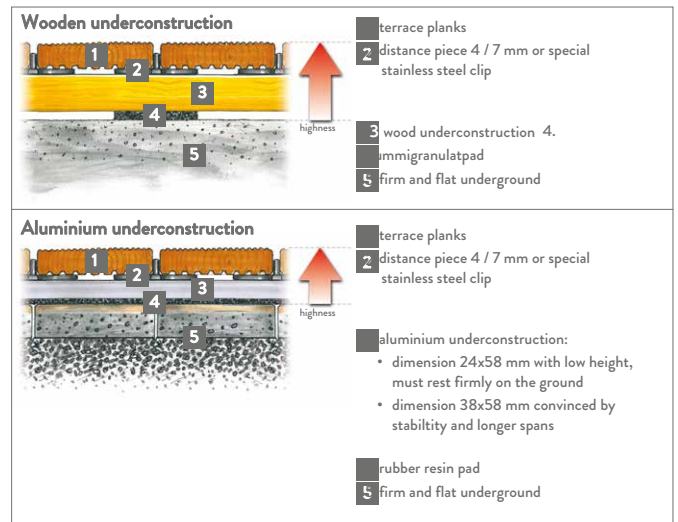 Wooden underconstruction
1
2
3
4
5
highness
terrace planks
2 distance piece 4 / 7 mm or special
stainless steel clip
3 wood underconstruction 4.
ummigranulatpad
5 firm and flat underground
Aluminium underconstruction
1
2
3
4
5
highness
terrace planks
2 distance piece 4 / 7 mm or special
stainless steel clip
aluminium underconstruction:
• dimension 24x58 mm with low height,
must rest firmly on the ground
• dimension 38x58 mm convinced by
stabiltity and longer spans
rubber resin pad
5 firm and flat underground